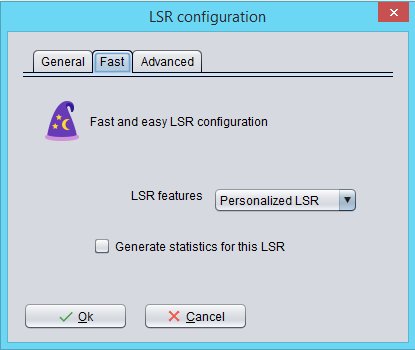 LSR configuration
General Fast Advanced
Fast and easy LSR configuration
LSR features Personalized LSR
Generate statistics for this LSR
Ok Cancel